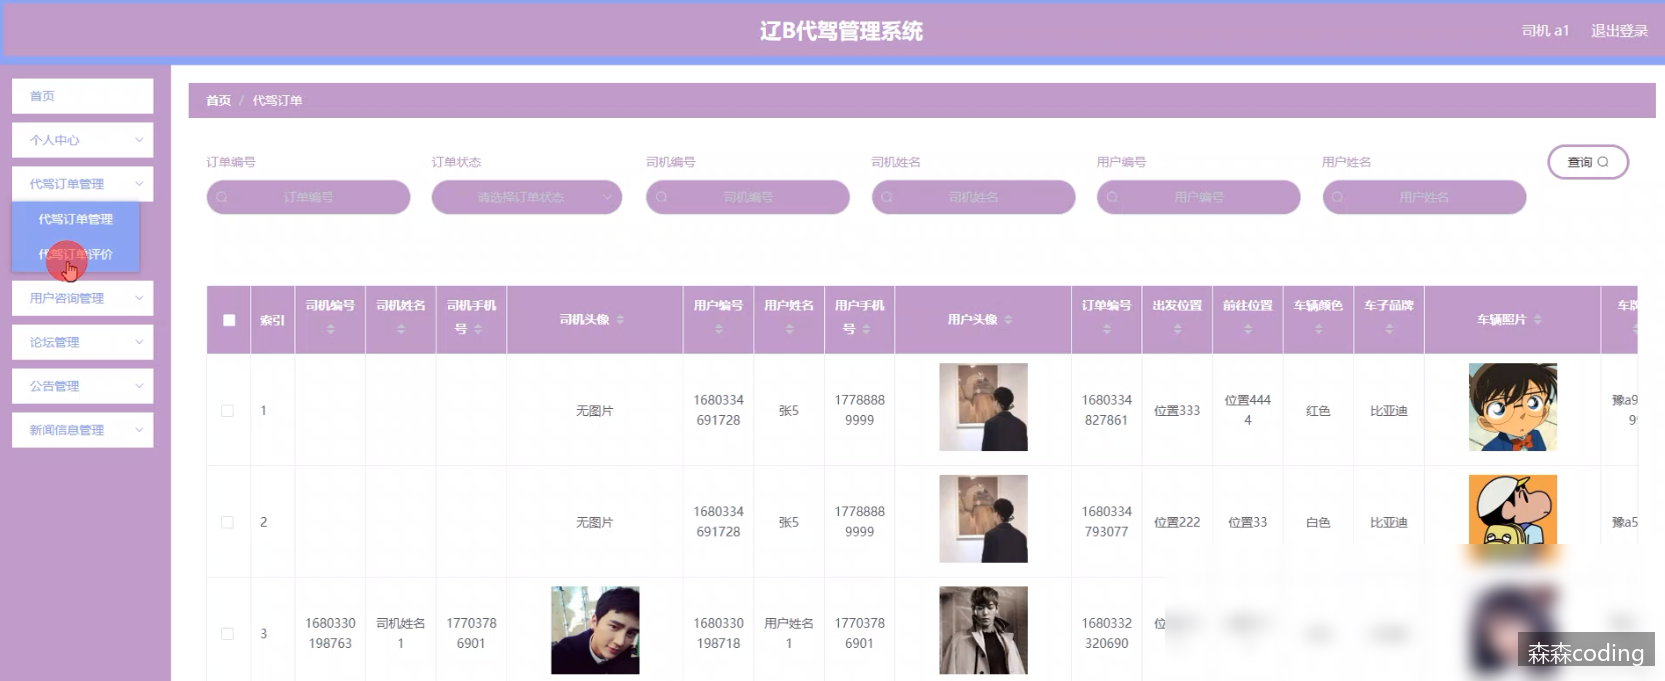 辽B代驾管理系统
司机 a1 退出登录
首页
个人中心
代驾订单管理
代驾订单管理
代驾订单评价
用户咨询管理
论坛管理
公告管理
新闻信息管理
首页 / 代驾订单
订单编号 订单状态 司机编号 司机姓名 用户编号 用户姓名
订单编号 请选择订单状态 司机编号 司机姓名 用户编号 用户姓名 查询
索引 司机编号 司机姓名 司机手机号 司机头像 用户编号 用户姓名 用户手机号 用户头像 订单编号 出发位置 前往位置 车辆颜色 车子品牌 车辆照片 车牌
1 无图片 1680334691728 张5 17788889999 1680334827861 位置333 位置4444 红色 比亚迪 豫a9
2 无图片 1680334691728 张5 17788889999 1680334793077 位置222 位置33 白色 比亚迪 豫a5
3 1680330198763 司机姓名1 17703786901 1680330198718 用户姓名1 17703786901 1680332320690 位
森森coding